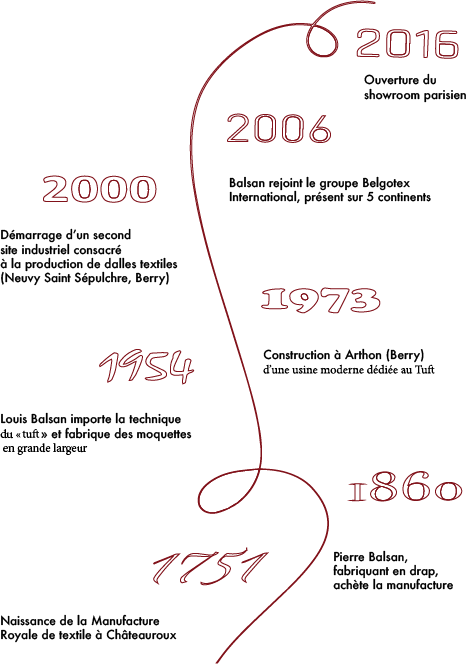 2016
Ouverture du
showroom parisien
2006
Balsan rejoint le groupe Belgotex
International, présent sur 5 continents
2000
Démarrage d’un second
site industriel consacré
à la production de dalles textiles
(Neuvy Saint Sépulchre, Berry)
1973
Construction à Arthon (Berry)
d’une usine moderne dédiée au Tuft
1954
Louis Balsan importe la technique
du « tuft » et fabrique des moquettes
en grande largeur
1860
Pierre Balsan,
fabriquant en drap,
achète la manufacture
1751
Naissance de la Manufacture
Royale de textile à Châteauroux